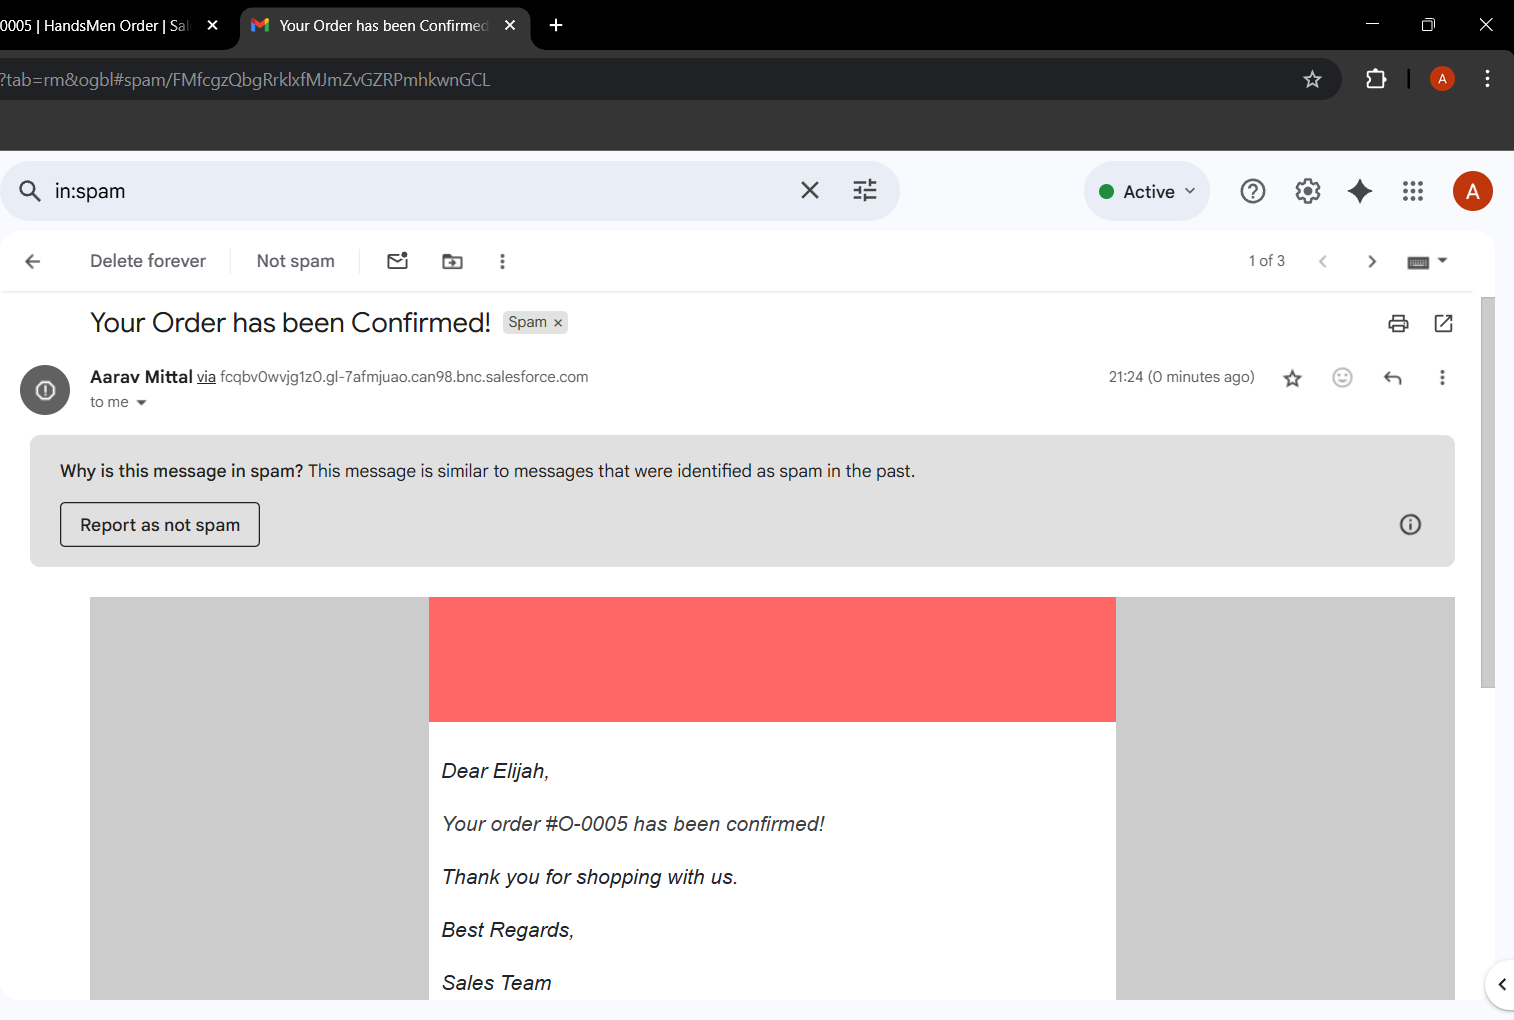 0005 | HandsMen Order | Sal
Your Order has been Confirmed
?tab=rm&ogbl#spam/FMfcgzQbgRrklxfMJmZvGZRPmhkwnGCL
A
in:spam
Active
A
Delete forever
Not spam
1 of 3
Your Order has been Confirmed!
Spam ×
Aarav Mittal via fcqbv0wvjg1z0.gl-7afmjuao.can98.bnc.salesforce.com
21:24 (0 minutes ago)
to me
Why is this message in spam? This message is similar to messages that were identified as spam in the past.
Report as not spam
Dear Elijah,
Your order #O-0005 has been confirmed!
Thank you for shopping with us.
Best Regards,
Sales Team